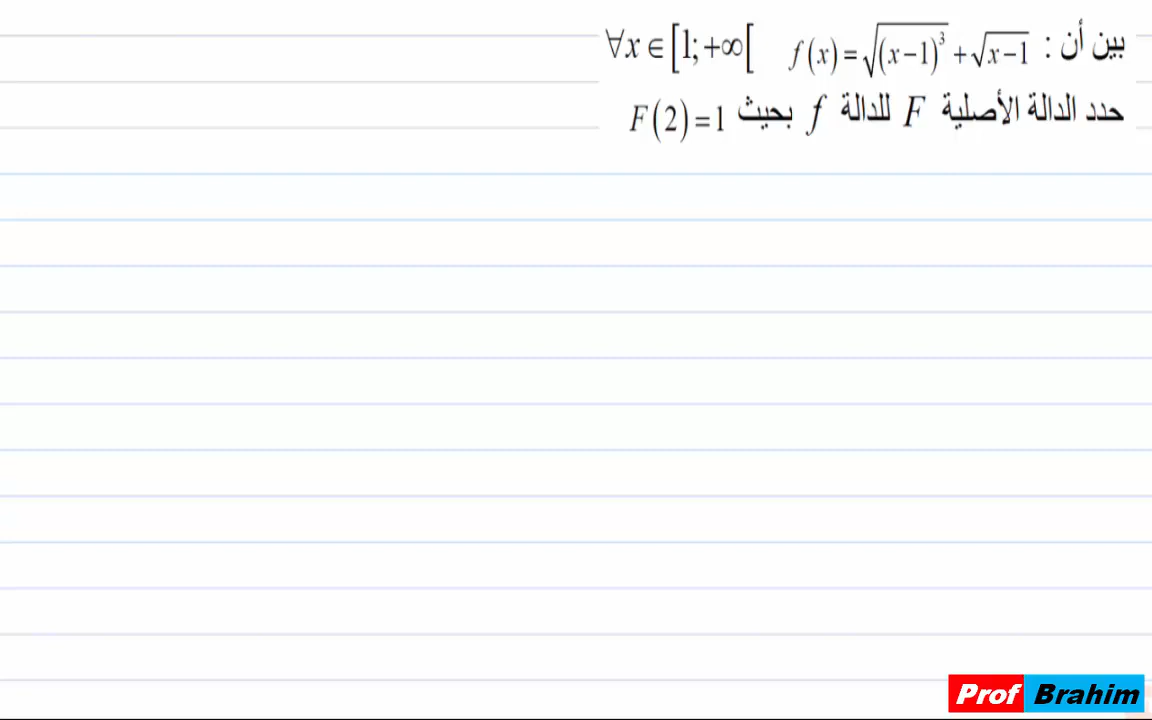 بين أن : f(x)=√(x−1)³+√x−1 ∀x∈[1;+∞[
حدد الدالة الأصلية F للدالة f بحيث F(2)=1
Prof Brahim